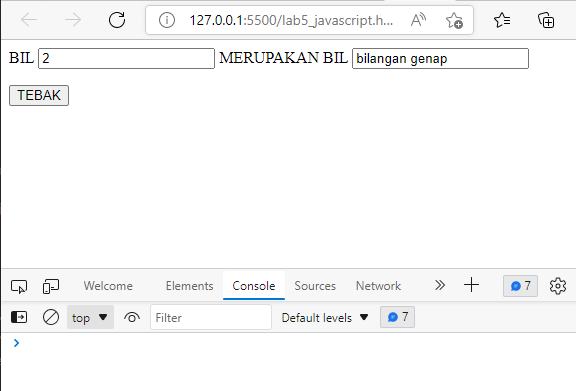 127.0.0.1:5500/lab5_javascript.h...
BIL 2 MERUPAKAN BIL bilangan genap
TEBAK
Welcome Elements Console Sources Network 7
top Filter Default levels 7